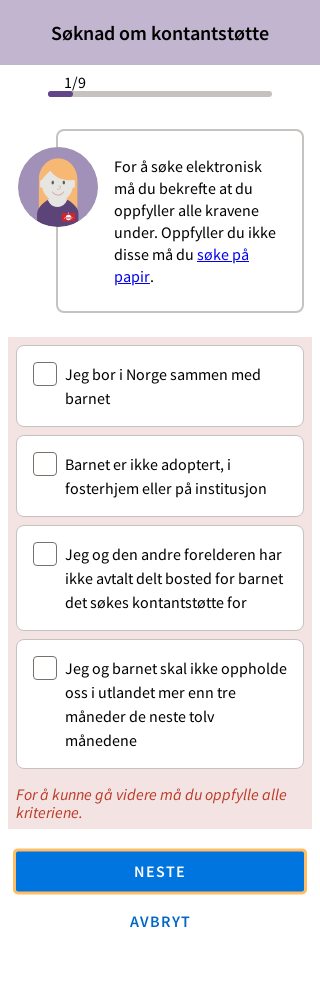 Søknad om kontantstøtte
1/9
For å søke elektronisk
må du bekrefte at du
oppfyller alle kravene
under. Oppfyller du ikke
disse må du søke på
papir.
Jeg bor i Norge sammen med
barnet
Barnet er ikke adoptert, i
fosterhjem eller på institusjon
Jeg og den andre forelderen har
ikke avtalt delt bosted for barnet
det søkes kontantstøtte for
Jeg og barnet skal ikke oppholde
oss i utlandet mer enn tre
måneder de neste tolv
månedene
For å kunne gå videre må du oppfylle alle
kriteriene.
NESTE
AVBRYT